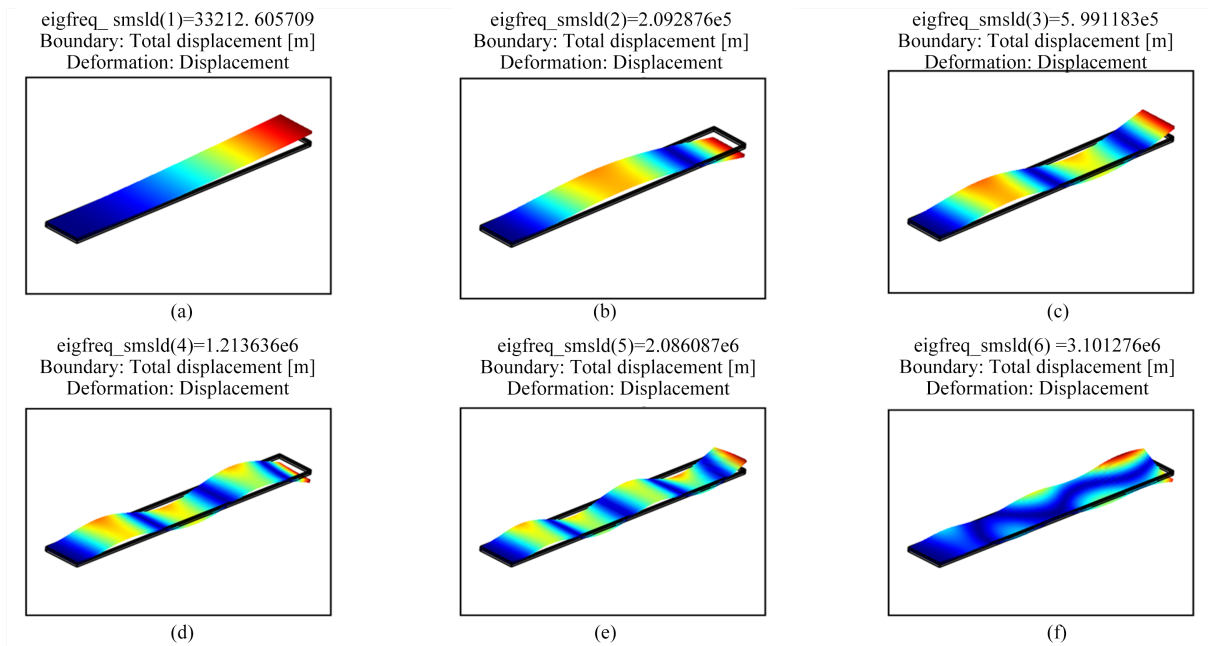 eigfreq_ smsld(1)=33212. 605709
Boundary: Total displacement [m]
Deformation: Displacement
(a)
eigfreq_smsld(2)=2.092876e5
Boundary: Total displacement [m]
Deformation: Displacement
(b)
eigfreq_smsld(3)=5. 991183e5
Boundary: Total displacement [m]
Deformation: Displacement
(c)
eigfreq_smsld(4)=1.213636e6
Boundary: Total displacement [m]
Deformation: Displacement
(d)
eigfreq_smsld(5)=2.086087e6
Boundary: Total displacement [m]
Deformation: Displacement
(e)
eigfreq_smsld(6) =3.101276e6
Boundary: Total displacement [m]
Deformation: Displacement
(f)